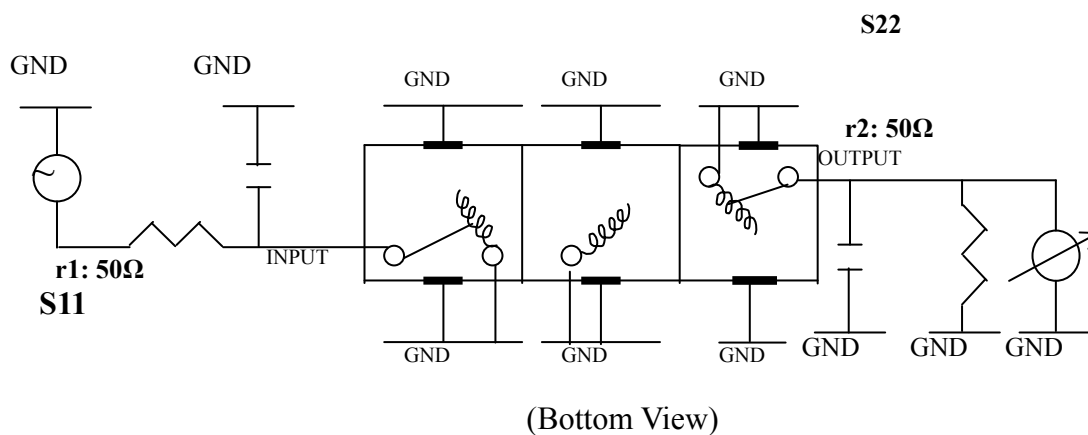 S22
GND
GND
GND
GND
GND
r2: 50Ω
OUTPUT
INPUT
r1: 50Ω
S11
GND
GND
GND
GND
GND
GND
(Bottom View)